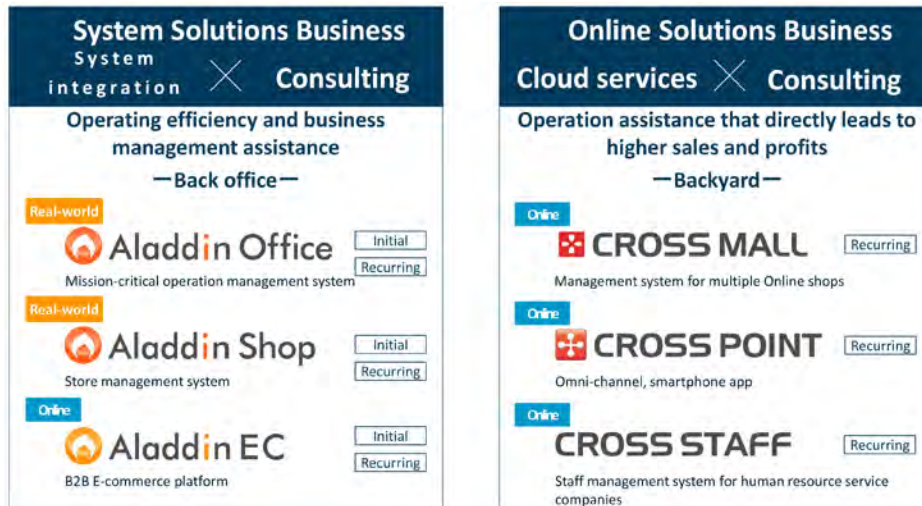 System Solutions Business
System
integration
Consulting
Operating efficiency and business
management assistance
—Back office—
Real-world
Aladdin Office
Initial
Recurring
Mission-critical operation management system
Real-world
Aladdin Shop
Initial
Recurring
Store management system
Online
Aladdin EC
Initial
Recurring
B2B E-commerce platform
Online Solutions Business
Cloud services
Consulting
Operation assistance that directly leads to
higher sales and profits
—Backyard—
Online
CROSS MALL
Recurring
Management system for multiple Online shops
Online
CROSS POINT
Recurring
Omni-channel, smartphone app
Online
CROSS STAFF
Recurring
Staff management system for human resource service
companies